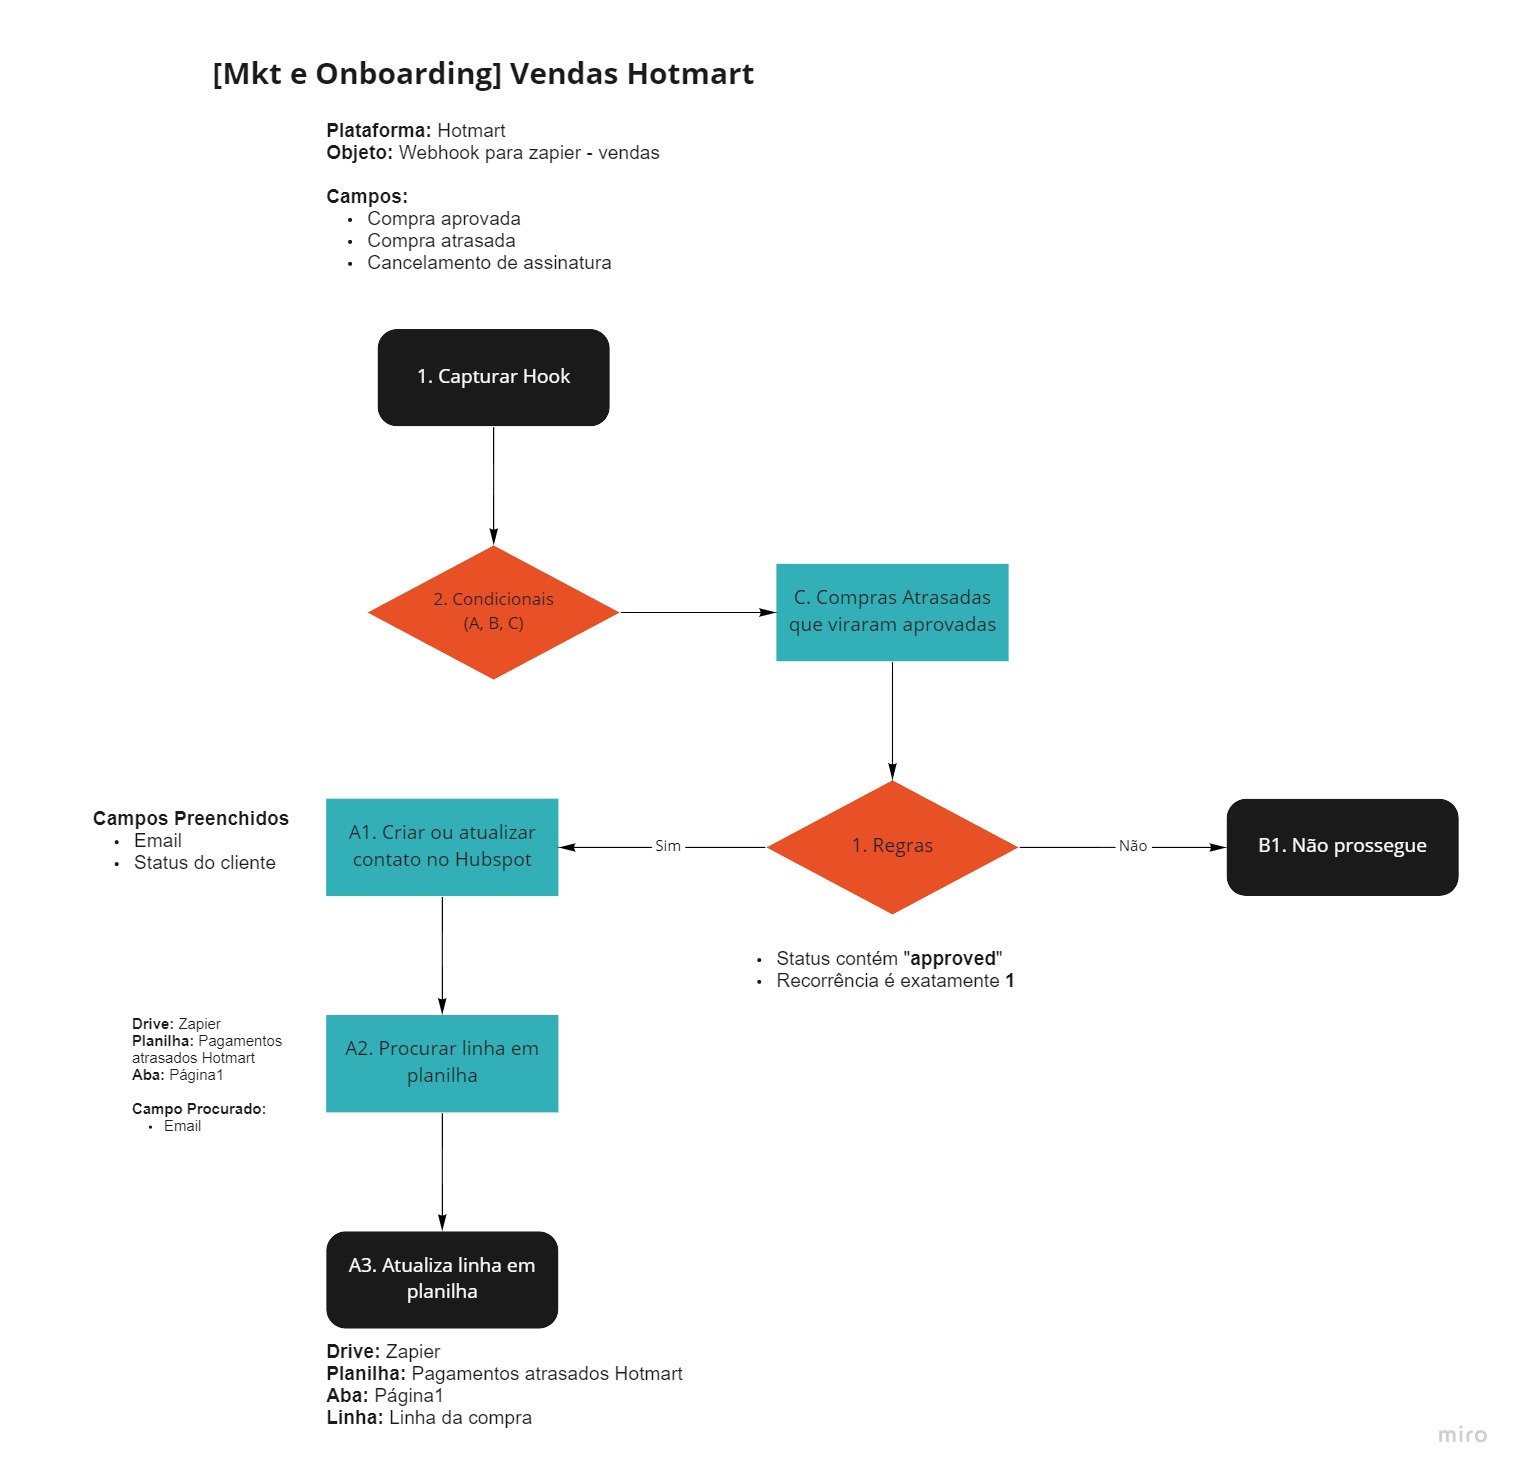 [Mkt e Onboarding] Vendas Hotmart
Plataforma: Hotmart
Objeto: Webhook para zapier - vendas
Campos:
• Compra aprovada
• Compra atrasada
• Cancelamento de assinatura
1. Capturar Hook
2. Condicionais
(A, B, C)
C. Compras Atrasadas
que viraram aprovadas
Campos Preenchidos
• Email
• Status do cliente
A1. Criar ou atualizar
contato no Hubspot
Sim
1. Regras
Não
B1. Não prossegue
• Status contém "approved"
• Recorrência é exatamente 1
Drive: Zapier
Planilha: Pagamentos
atrasados Hotmart
Aba: Página1
Campo Procurado:
• Email
A2. Procurar linha em
planilha
A3. Atualiza linha em
planilha
Drive: Zapier
Planilha: Pagamentos atrasados Hotmart
Aba: Página1
Linha: Linha da compra
miro